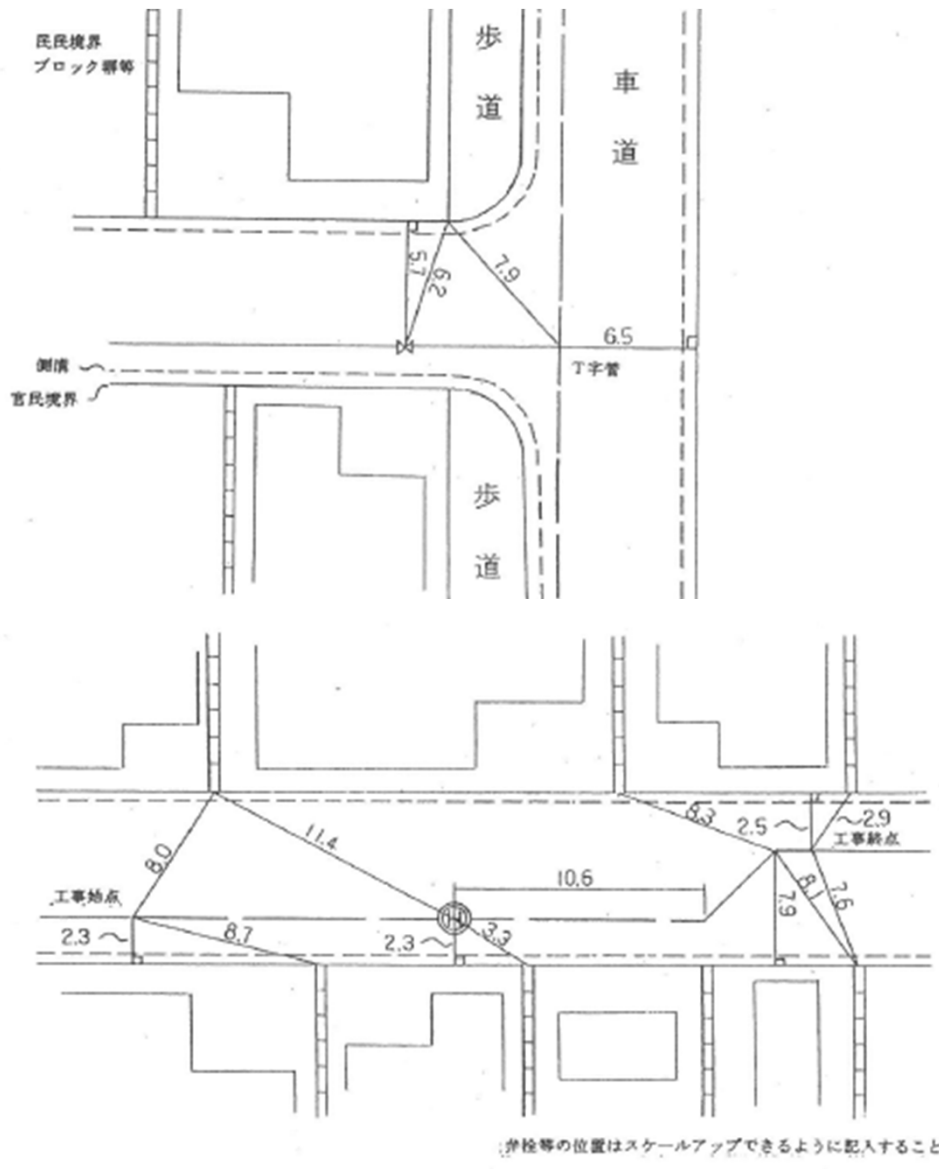 民民境界
ブロック塀等
歩道
車道
5.7
6.2
7.9
6.5
T字管
側溝
官民境界
歩道
8.0
11.4
8.3
2.5
2.9
工事終点
工事始点
10.6
2.3
8.7
2.3
H
3.3
7.9
8.1
7.6
弁栓等の位置はスケールアップできるように記入すること